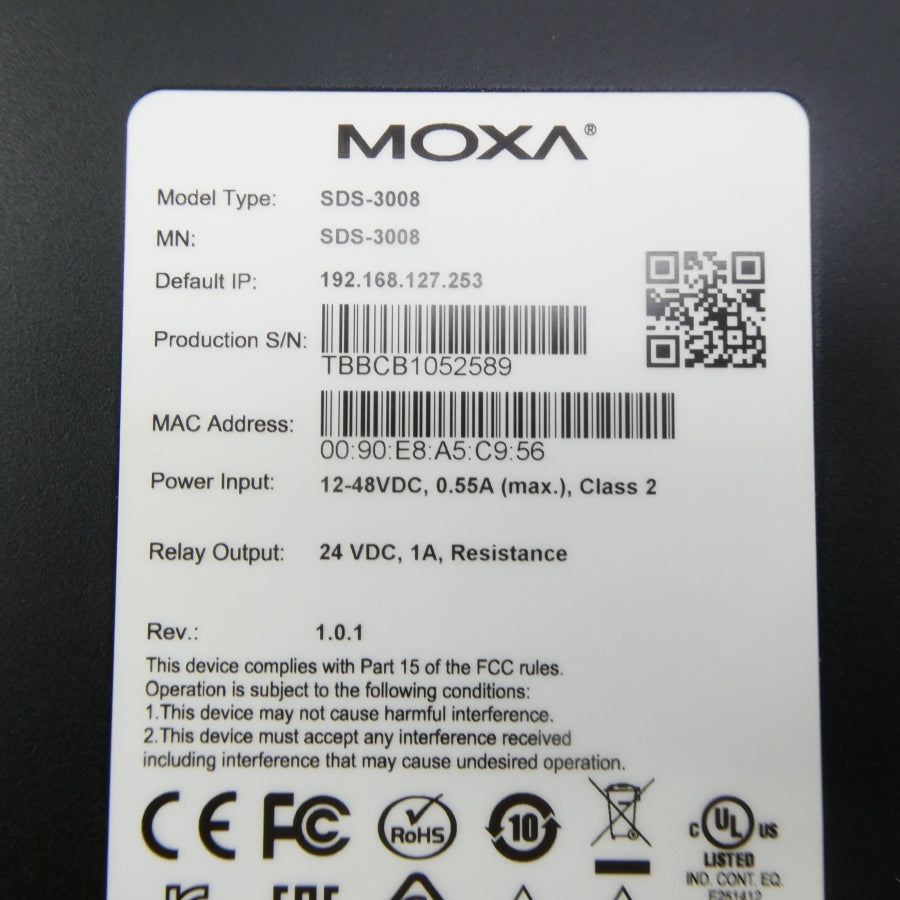 MOXA®
Model Type: SDS-3008
MN: SDS-3008
Default IP: 192.168.127.253
Production S/N: TBBCB1052589
MAC Address: 00:90:E8:A5:C9:56
Power Input: 12-48VDC, 0.55A (max.), Class 2
Relay Output: 24 VDC, 1A, Resistance
Rev.: 1.0.1
This device complies with Part 15 of the FCC rules.
Operation is subject to the following conditions:
1.This device may not cause harmful interference.
2.This device must accept any interference received
including interference that may cause undesired operation.
CE FC RoHS 10 C UL US
LISTED
IND. CONT. EQ.